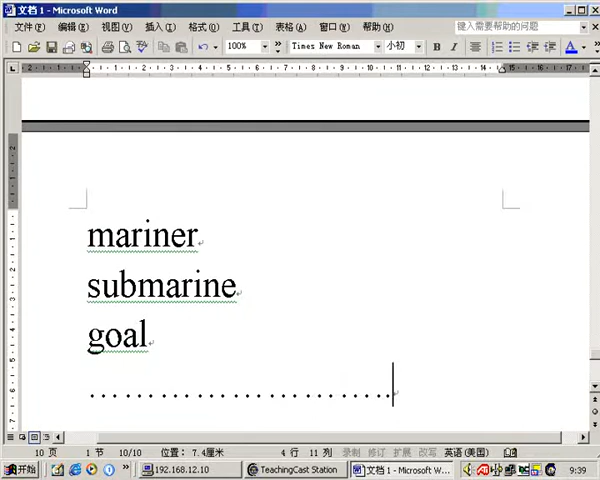 文档 1 - Microsoft Word
文件(F) 编辑(E) 视图(V) 插入(I) 格式(O) 工具(T) 表格(A) 窗口(W) 帮助(H) 键入需要帮助的问题
100% Times New Roman 小初 B I A
mariner
submarine
goal
...........................
10 页 1 节 10/10 位置: 7.4厘米 4 行 11 列 录制 修订 扩展 改写 英语(美国)
开始 192.168.12.10 TeachingCast Station 文档 1 - Microsoft ... 9:39